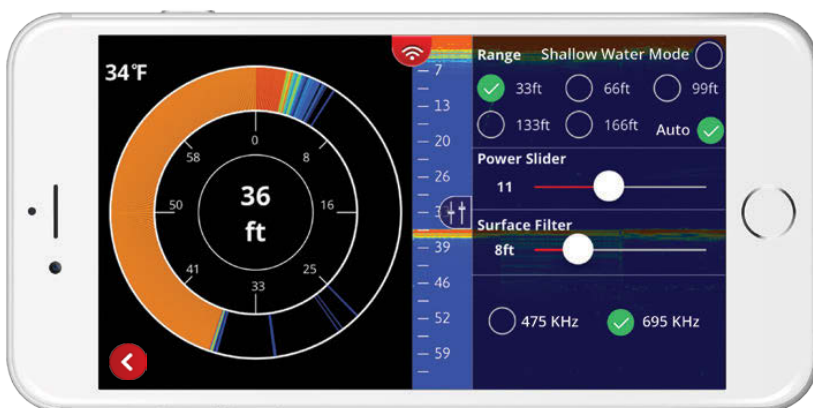 34°F
0
8
16
25
33
41
50
58
36
ft
7
13
20
26
39
46
52
59
Range Shallow Water Mode
33ft 66ft 99ft
133ft 166ft Auto
Power Slider
11
Surface Filter
8ft
475 KHz 695 KHz